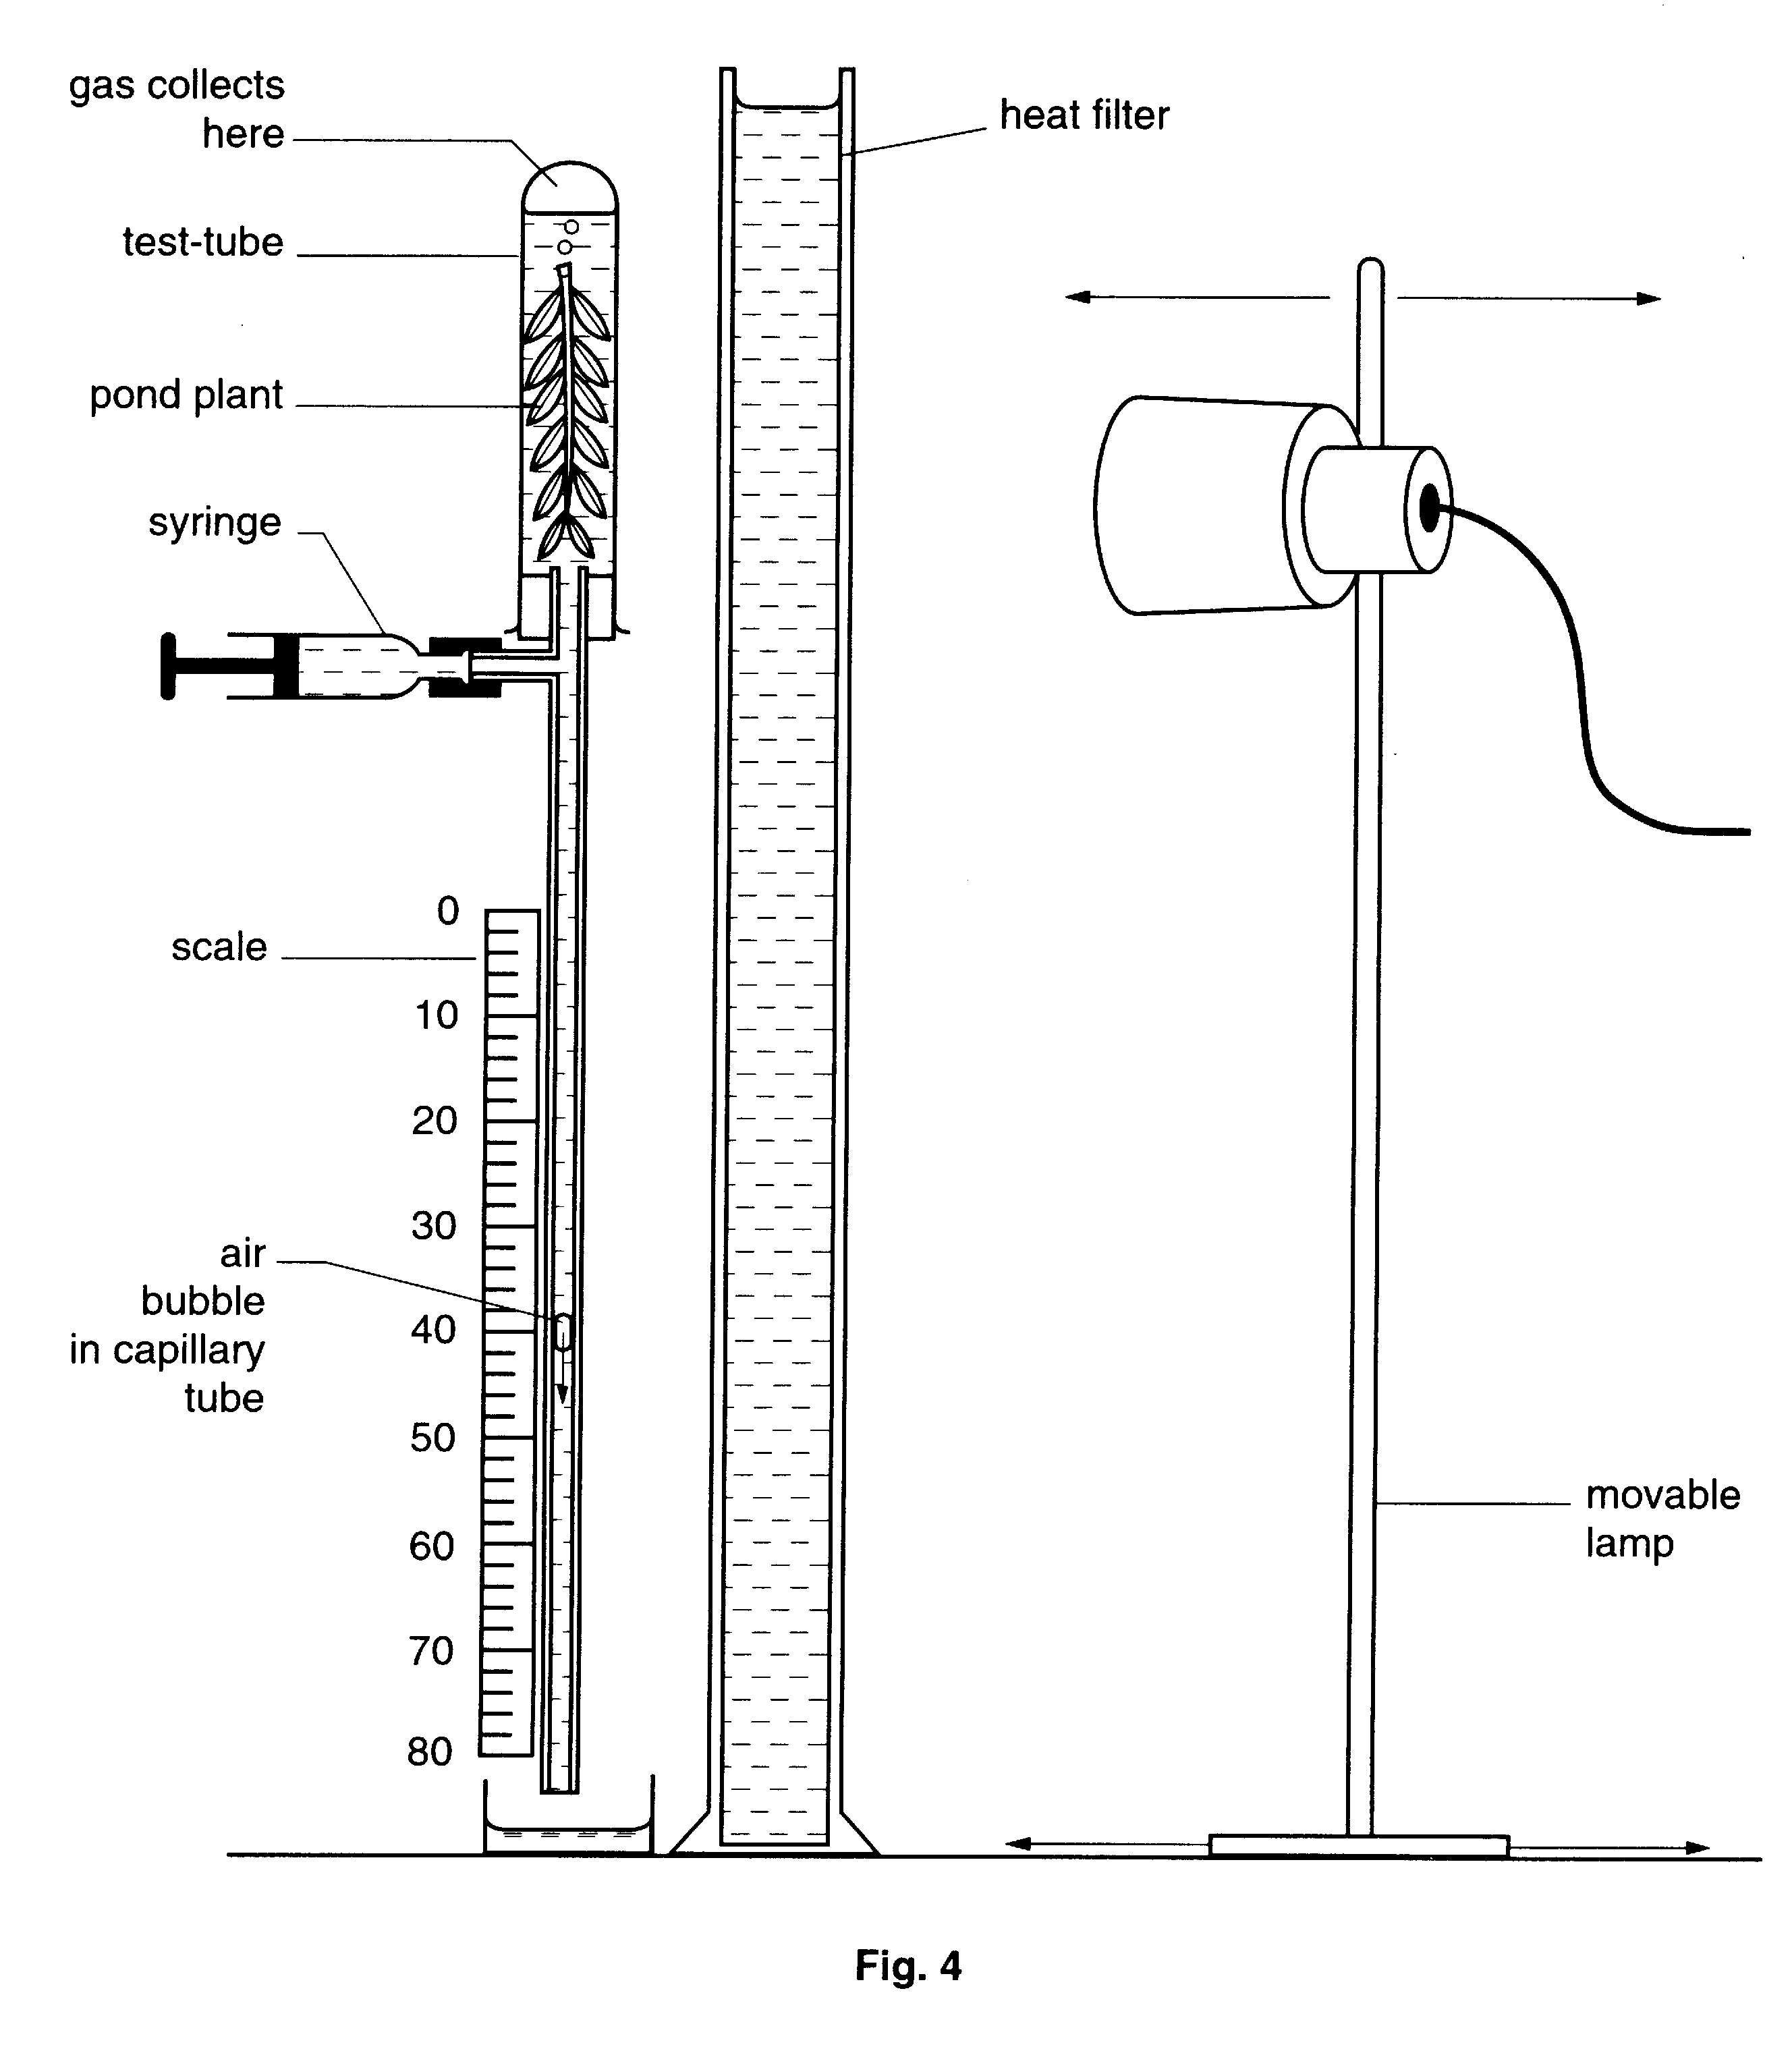 gas collects
here
heat filter
test-tube
pond plant
syringe
0
scale
10
20
30
air
bubble
in capillary
tube
40
50
60
70
80
movable
lamp
Fig. 4